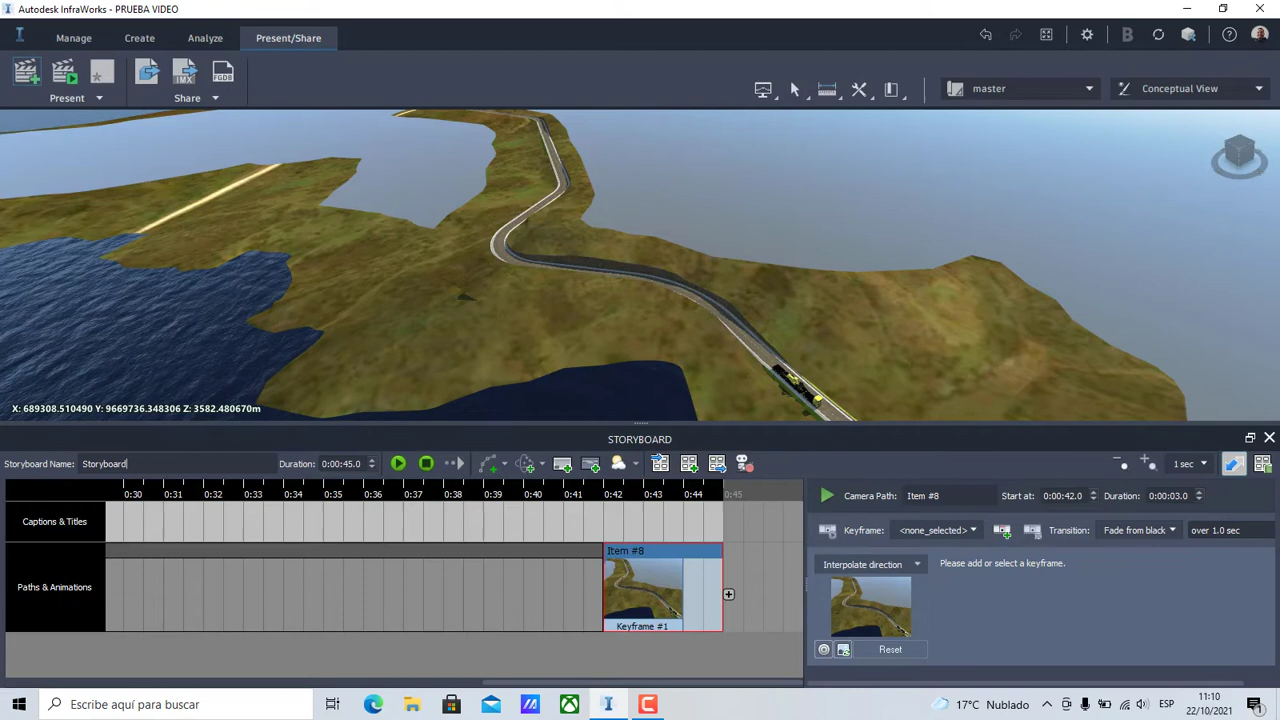 Autodesk InfraWorks - PRUEBA VIDEO
Manage
Create
Analyze
Present/Share
IMX
FGDB
Present
Share
master
Conceptual View
X: 689308.510490 Y: 9669736.348306 Z: 3582.480670m
STORYBOARD
Storyboard Name: Storyboard
Duration: 0:00:45.0
1 sec
0:30 0:31 0:32 0:33 0:34 0:35 0:36 0:37 0:38 0:39 0:40 0:41 0:42 0:43 0:44 0:45
Captions & Titles
Paths & Animations
Item #8
Keyframe #1
Camera Path: Item #8 Start at: 0:00:42.0 Duration: 0:00:03.0
Keyframe: <none_selected> Transition: Fade from black over 1.0 sec
Interpolate direction
Please add or select a keyframe.
Reset
Escribe aquí para buscar
17°C Nublado
ESP
11:10
22/10/2021
1